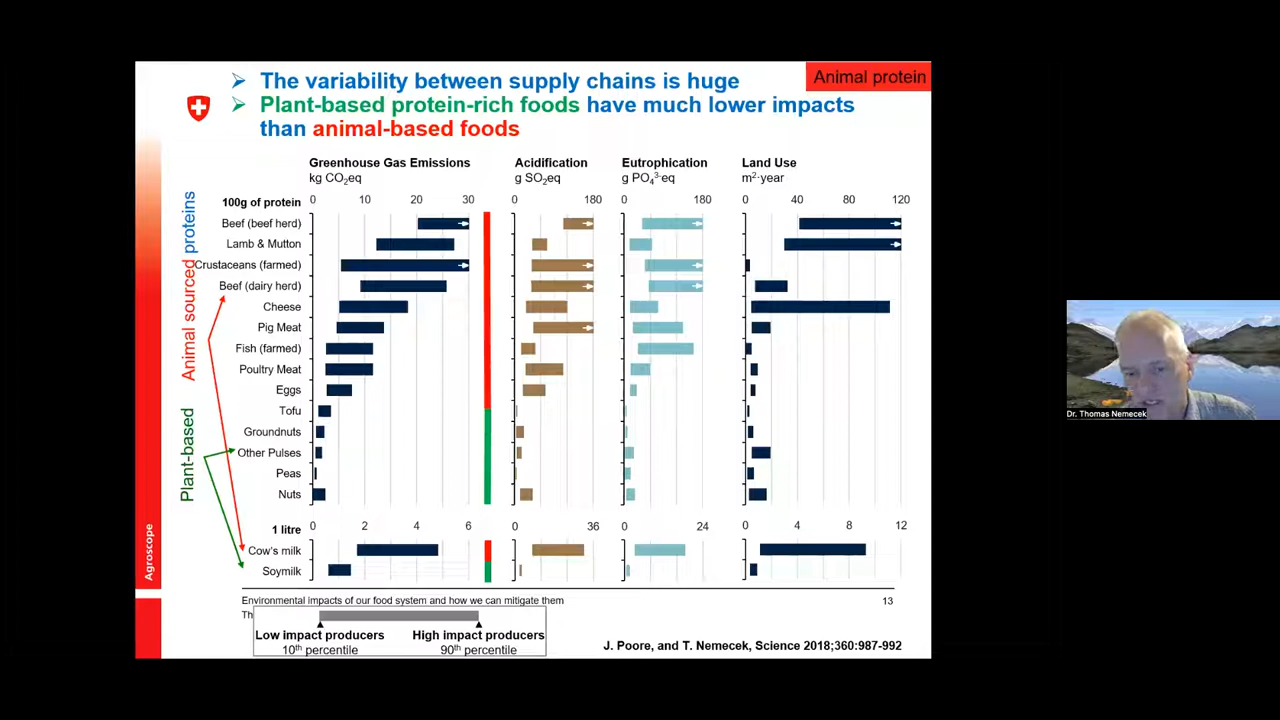 ➢ The variability between supply chains is huge
Animal protein
➢ Plant-based protein-rich foods have much lower impacts
than animal-based foods
Greenhouse Gas Emissions
kg CO₂eq
Acidification
g SO₂eq
Eutrophication
g PO₄³⁻eq
Land Use
m²·year
100g of protein
0 10 20 30
0 180
0 180
0 40 80 120
Animal sourced proteins
Beef (beef herd)
Lamb & Mutton
Crustaceans (farmed)
Beef (dairy herd)
Cheese
Pig Meat
Fish (farmed)
Poultry Meat
Eggs
Plant-based
Tofu
Groundnuts
Other Pulses
Peas
Nuts
1 litre
0 2 4 6
0 36
0 24
0 4 8 12
Cow's milk
Soymilk
Agroscope
Environmental impacts of our food system and how we can mitigate them
13
Th
Low impact producers
10th percentile
High impact producers
90th percentile
J. Poore, and T. Nemecek, Science 2018;360:987-992
Dr. Thomas Nemecek